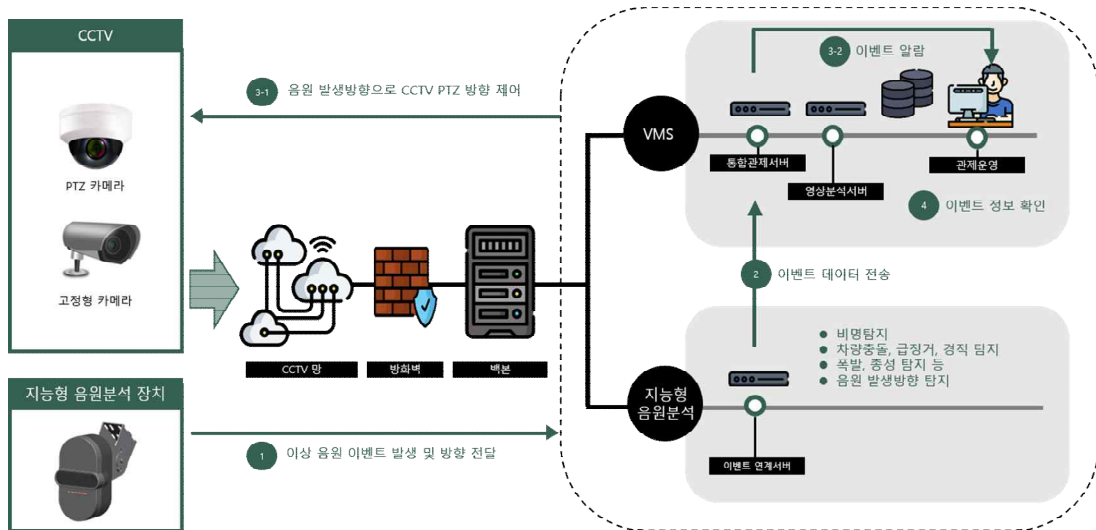 CCTV
PTZ 카메라
고정형 카메라
지능형 음원분석 장치
3-1 음원 발생방향으로 CCTV PTZ 방향 제어
CCTV 망
방화벽
백본
1 이상 음원 이벤트 발생 및 방향 전달
3-2 이벤트 알람
VMS
통합관제서버
영상분석서버
관제운영
4 이벤트 정보 확인
2 이벤트 데이터 전송
지능형
음원분석
이벤트 연계서버
● 비명탐지
● 차량충돌, 급정거, 경적 탐지
● 폭발, 총성 탐지 등
● 음원 발생방향 탐지